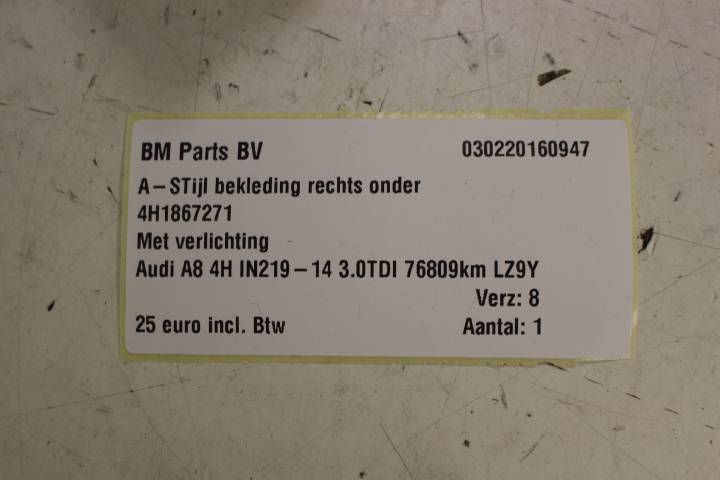 BM Parts BV 030220160947
A-STijl bekleding rechts onder
4H1867271
Met verlichting
Audi A8 4H IN219-14 3.0TDI 76809km LZ9Y
Verz: 8
25 euro incl. Btw Aantal: 1